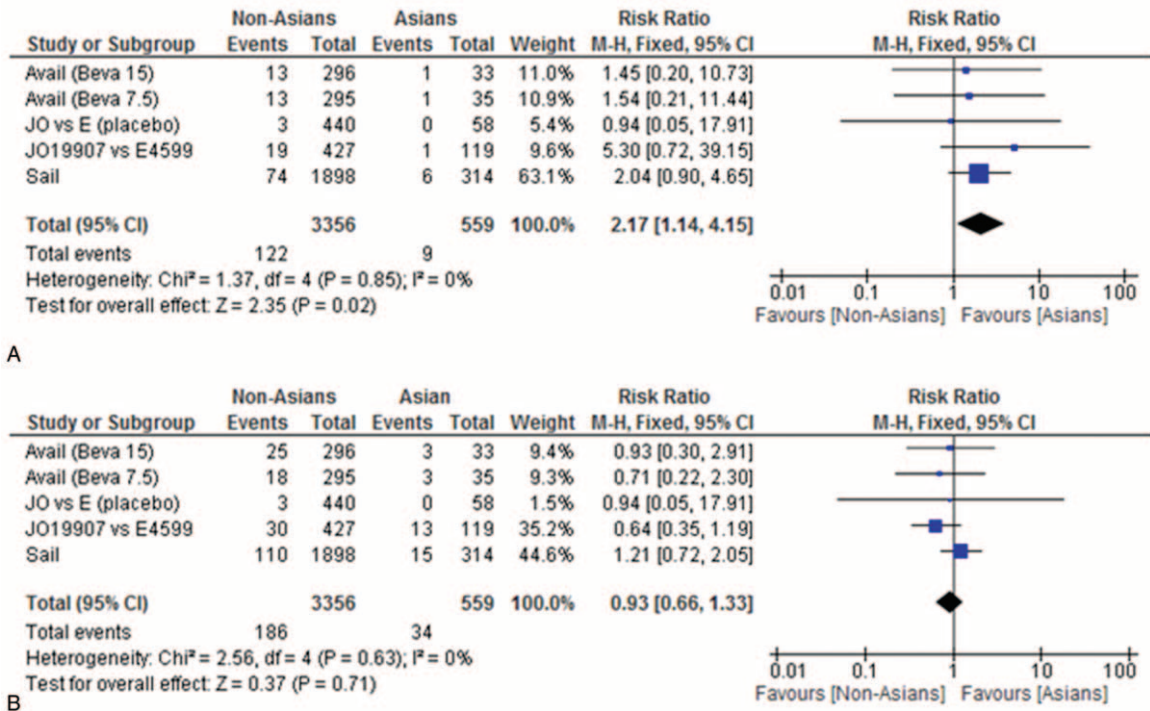 Non-Asians Asians Risk Ratio Risk Ratio
Study or Subgroup Events Total Events Total Weight M-H, Fixed, 95% CI M-H, Fixed, 95% CI
Avail (Beva 15) 13 296 1 33 11.0% 1.45 [0.20, 10.73]
Avail (Beva 7.5) 13 295 1 35 10.9% 1.54 [0.21, 11.44]
JO vs E (placebo) 3 440 0 58 5.4% 0.94 [0.05, 17.91]
JO19907 vs E4599 19 427 1 119 9.6% 5.30 [0.72, 39.15]
Sail 74 1898 6 314 63.1% 2.04 [0.90, 4.65]
Total (95% CI) 3356 559 100.0% 2.17 [1.14, 4.15]
Total events 122 9
Heterogeneity: Chi² = 1.37, df = 4 (P = 0.85); I² = 0%
Test for overall effect: Z = 2.35 (P = 0.02)
0.01 0.1 1 10 100
Favours [Non-Asians] Favours [Asians]
A
Non-Asians Asian Risk Ratio Risk Ratio
Study or Subgroup Events Total Events Total Weight M-H, Fixed, 95% CI M-H, Fixed, 95% CI
Avail (Beva 15) 25 296 3 33 9.4% 0.93 [0.30, 2.91]
Avail (Beva 7.5) 18 295 3 35 9.3% 0.71 [0.22, 2.30]
JO vs E (placebo) 3 440 0 58 1.5% 0.94 [0.05, 17.91]
JO19907 vs E4599 30 427 13 119 35.2% 0.64 [0.35, 1.19]
Sail 110 1898 15 314 44.6% 1.21 [0.72, 2.05]
Total (95% CI) 3356 559 100.0% 0.93 [0.66, 1.33]
Total events 186 34
Heterogeneity: Chi² = 2.56, df = 4 (P = 0.63); I² = 0%
Test for overall effect: Z = 0.37 (P = 0.71)
0.01 0.1 1 10 100
Favours [Non-Asians] Favours [Asians]
B